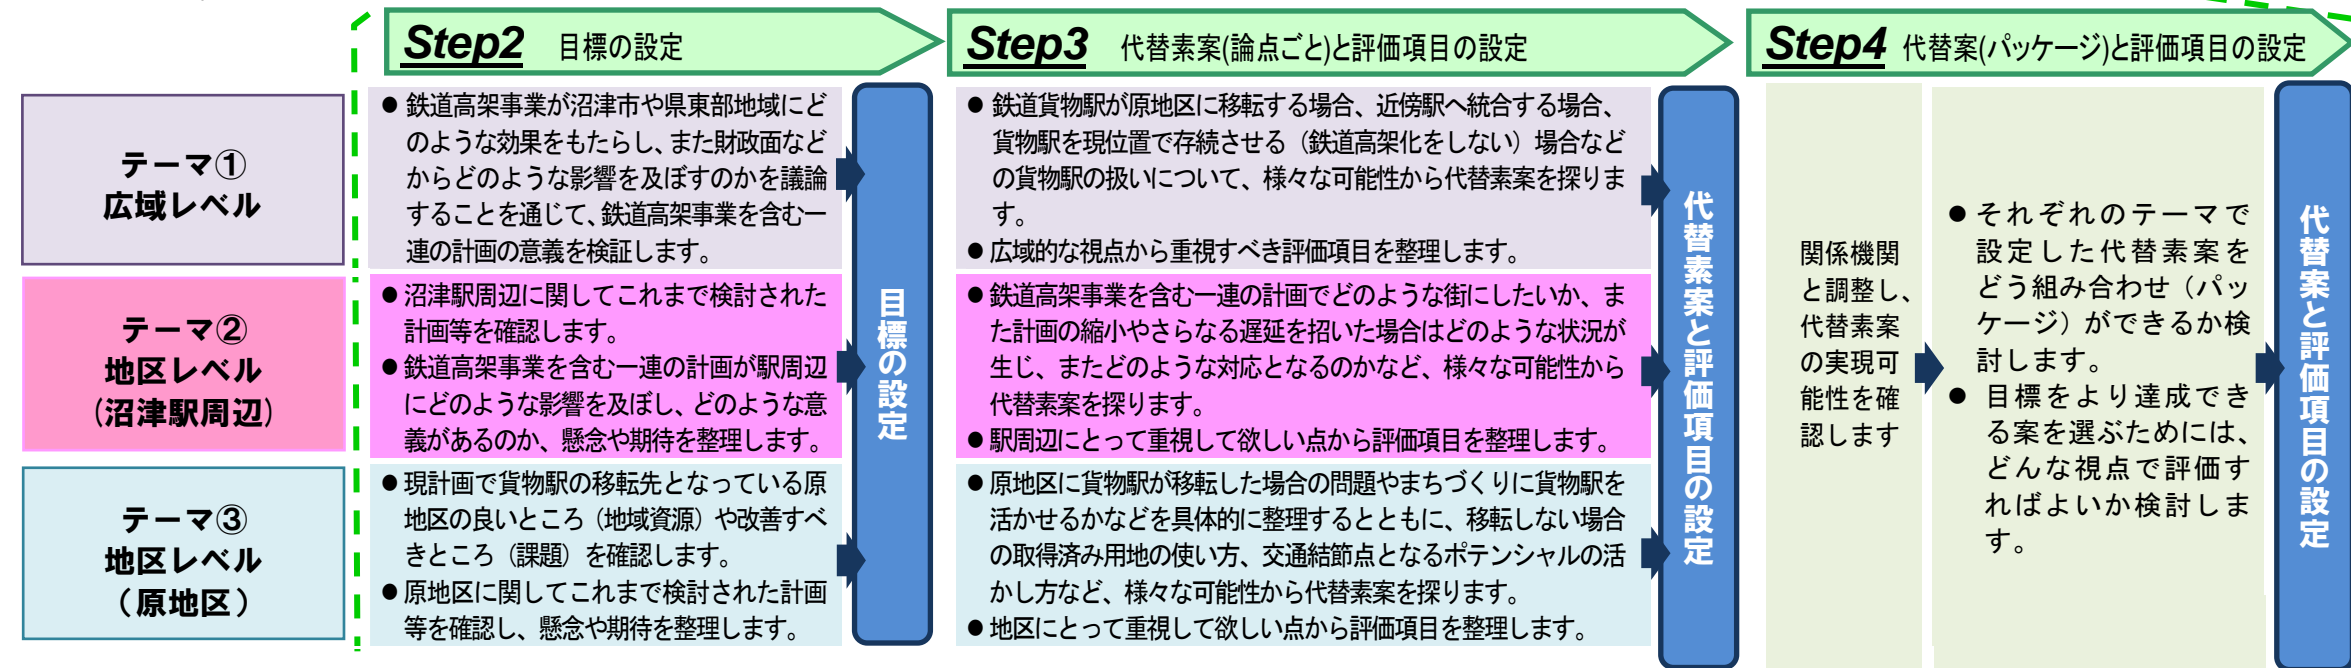 Step2 目標の設定
Step3 代替素案(論点ごと)と評価項目の設定
Step4 代替案(パッケージ)と評価項目の設定
テーマ①
広域レベル
● 鉄道高架事業が沼津市や県東部地域にど
のような効果をもたらし、また財政面など
からどのような影響を及ぼすのかを議論
することを通じて、鉄道高架事業を含む一
連の計画の意義を検証します。
● 鉄道貨物駅が原地区に移転する場合、近傍駅へ統合する場合、
貨物駅を現位置で存続させる（鉄道高架化をしない）場合など
の貨物駅の扱いについて、様々な可能性から代替素案を探りま
す。
● 広域的な視点から重視すべき評価項目を整理します。
テーマ②
地区レベル
(沼津駅周辺)
● 沼津駅周辺に関してこれまで検討された
計画等を確認します。
● 鉄道高架事業を含む一連の計画が駅周辺
にどのような影響を及ぼし、どのような意
義があるのか、懸念や期待を整理します。
● 鉄道高架事業を含む一連の計画でどのような街にしたいか、ま
た計画の縮小やさらなる遅延を招いた場合はどのような状況が
生じ、またどのような対応となるのかなど、様々な可能性から
代替素案を探ります。
● 駅周辺にとって重視して欲しい点から評価項目を整理します。
テーマ③
地区レベル
（原地区）
● 現計画で貨物駅の移転先となっている原
地区の良いところ（地域資源）や改善すべ
きところ（課題）を確認します。
● 原地区に関してこれまで検討された計画
等を確認し、懸念や期待を整理します。
● 原地区に貨物駅が移転した場合の問題やまちづくりに貨物駅を
活かせるかなどを具体的に整理するとともに、移転しない場合
の取得済み用地の使い方、交通結節点となるポテンシャルの活
かし方など、様々な可能性から代替素案を探ります。
● 地区にとって重視して欲しい点から評価項目を整理します。
目標の設定
代替素案と評価項目の設定
関係機関
と調整し、
代替素案
の実現可
能性を確
認します
● それぞれのテーマで
設定した代替素案を
どう組み合わせ（パッ
ケージ）ができるか検
討します。
● 目標をより達成でき
る案を選ぶためには、
どんな視点で評価す
ればよいか検討しま
す。
代替案と評価項目の設定